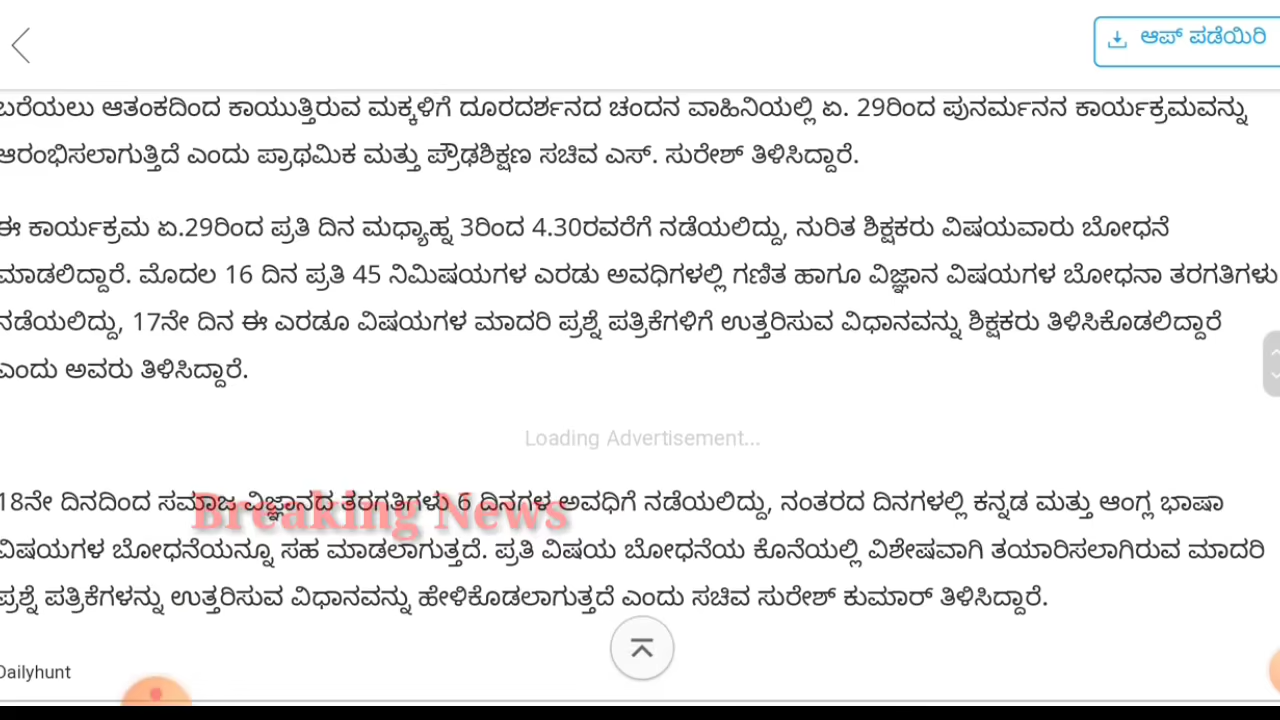 ಆಪ್ ಪಡೆಯಿರಿ
ಬರೆಯಲು ಆತಂಕದಿಂದ ಕಾಯುತ್ತಿರುವ ಮಕ್ಕಳಿಗೆ ದೂರದರ್ಶನದ ಚಂದನ ವಾಹಿನಿಯಲ್ಲಿ ಏ. 29ರಿಂದ ಪುನರ್ಮನನ ಕಾರ್ಯಕ್ರಮವನ್ನು
ಆರಂಭಿಸಲಾಗುತ್ತಿದೆ ಎಂದು ಪ್ರಾಥಮಿಕ ಮತ್ತು ಪ್ರೌಢಶಿಕ್ಷಣ ಸಚಿವ ಎಸ್. ಸುರೇಶ್ ತಿಳಿಸಿದ್ದಾರೆ.
ಈ ಕಾರ್ಯಕ್ರಮ ಏ.29ರಿಂದ ಪ್ರತಿ ದಿನ ಮಧ್ಯಾಹ್ನ 3ರಿಂದ 4.30ರವರೆಗೆ ನಡೆಯಲಿದ್ದು, ನುರಿತ ಶಿಕ್ಷಕರು ವಿಷಯವಾರು ಬೋಧನೆ
ಮಾಡಲಿದ್ದಾರೆ. ಮೊದಲ 16 ದಿನ ಪ್ರತಿ 45 ನಿಮಿಷಯಗಳ ಎರಡು ಅವಧಿಗಳಲ್ಲಿ ಗಣಿತ ಹಾಗೂ ವಿಜ್ಞಾನ ವಿಷಯಗಳ ಬೋಧನಾ ತರಗತಿಗಳು
ನಡೆಯಲಿದ್ದು, 17ನೇ ದಿನ ಈ ಎರಡೂ ವಿಷಯಗಳ ಮಾದರಿ ಪ್ರಶ್ನೆ ಪತ್ರಿಕೆಗಳಿಗೆ ಉತ್ತರಿಸುವ ವಿಧಾನವನ್ನು ಶಿಕ್ಷಕರು ತಿಳಿಸಿಕೊಡಲಿದ್ದಾರೆ
ಎಂದು ಅವರು ತಿಳಿಸಿದ್ದಾರೆ.
Loading Advertisement...
18ನೇ ದಿನದಿಂದ ಸಮಾಜ ವಿಜ್ಞಾನದ ತರಗತಿಗಳು 6 ದಿನಗಳ ಅವಧಿಗೆ ನಡೆಯಲಿದ್ದು, ನಂತರದ ದಿನಗಳಲ್ಲಿ ಕನ್ನಡ ಮತ್ತು ಆಂಗ್ಲ ಭಾಷಾ
Breaking News
ವಿಷಯಗಳ ಬೋಧನೆಯನ್ನೂ ಸಹ ಮಾಡಲಾಗುತ್ತದೆ. ಪ್ರತಿ ವಿಷಯ ಬೋಧನೆಯ ಕೊನೆಯಲ್ಲಿ ವಿಶೇಷವಾಗಿ ತಯಾರಿಸಲಾಗಿರುವ ಮಾದರಿ
ಪ್ರಶ್ನೆ ಪತ್ರಿಕೆಗಳನ್ನು ಉತ್ತರಿಸುವ ವಿಧಾನವನ್ನು ಹೇಳಿಕೊಡಲಾಗುತ್ತದೆ ಎಂದು ಸಚಿವ ಸುರೇಶ್ ಕುಮಾರ್ ತಿಳಿಸಿದ್ದಾರೆ.
Dailyhunt